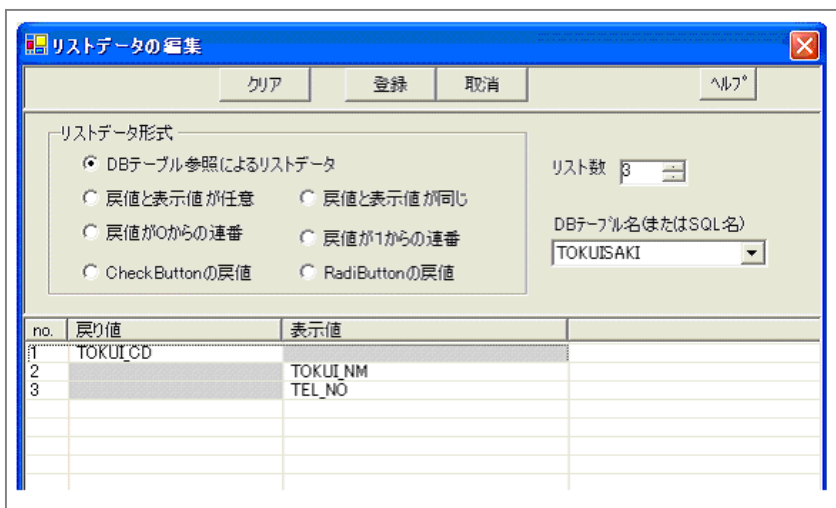 リストデータの編集
クリア 登録 取消 ヘルプ
リストデータ形式
DBテーブル参照によるリストデータ
戻値と表示値が任意 戻値と表示値が同じ
戻値が0からの連番 戻値が1からの連番
CheckButtonの戻値 RadiButtonの戻値
リスト数 3
DBテーブル名(またはSQL名)
TOKUISAKI
no. 戻り値 表示値
1 TOKUI_CD
2 TOKUI_NM
3 TEL_NO